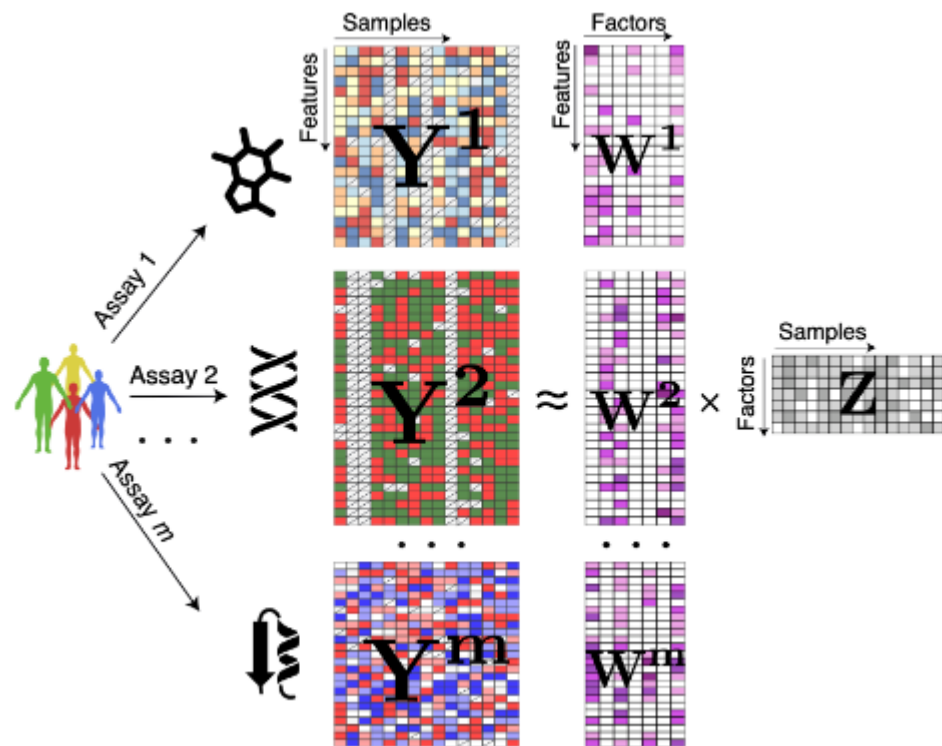 Samples
Factors
Features
Features
Y¹
W¹
Assay 1
Samples
Assay 2
Y²
≈
W²
×
Factors
Z
. . .
Assay m
. . .
. . .
Yᵐ
Wᵐ